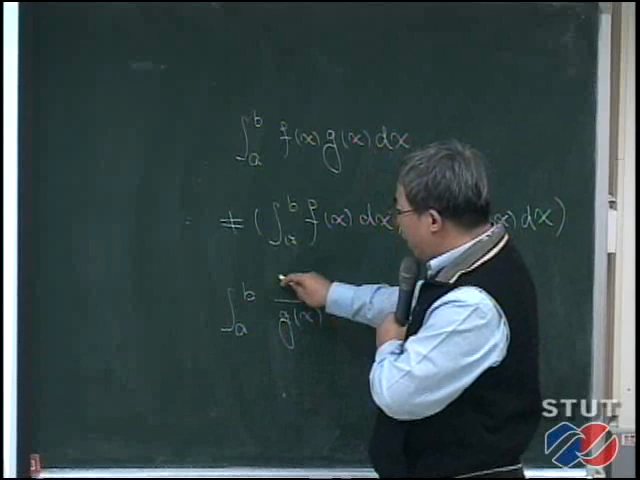 ∫_a^b f(x)g(x)dx
≠ (∫_a^b f(x)dx x)dx)
∫_a^b — g(x)
STUT